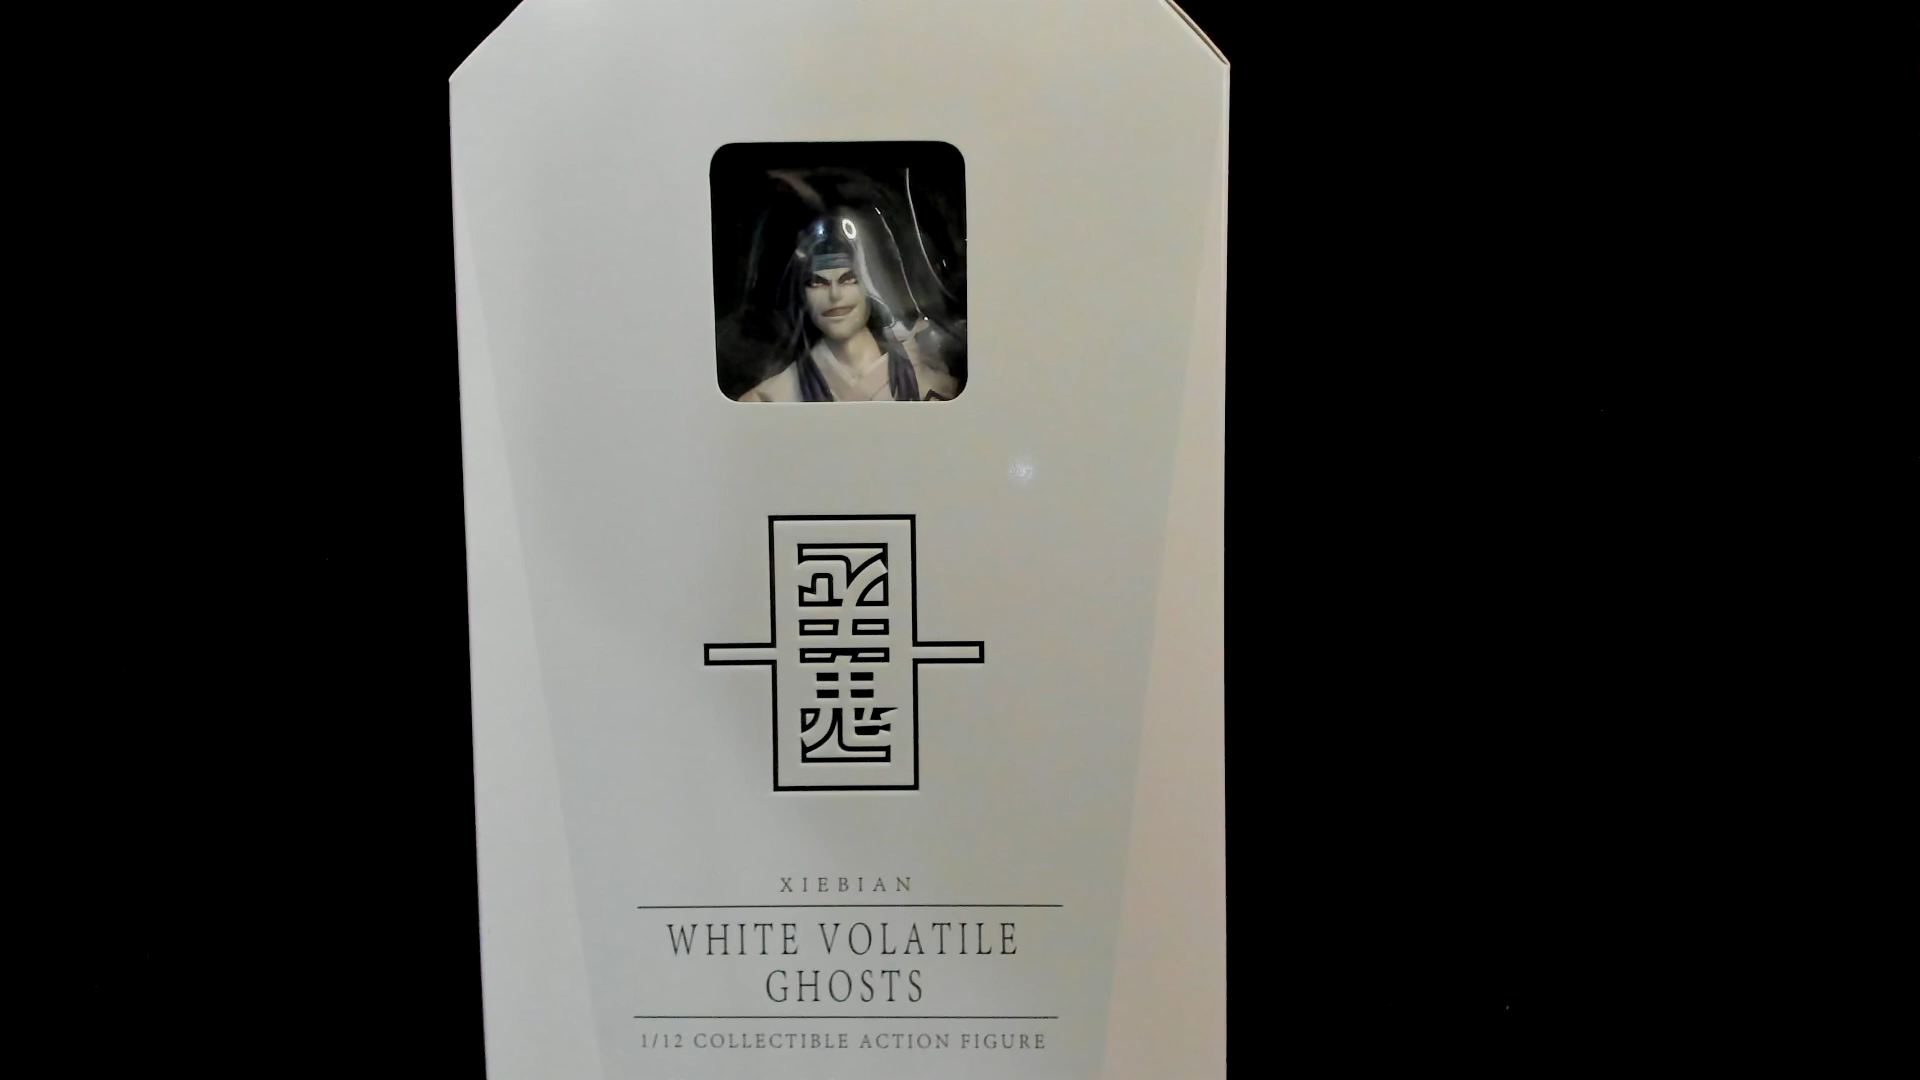 XIEBIAN
WHITE VOLATILE
GHOSTS
1/12 COLLECTIBLE ACTION FIGURE